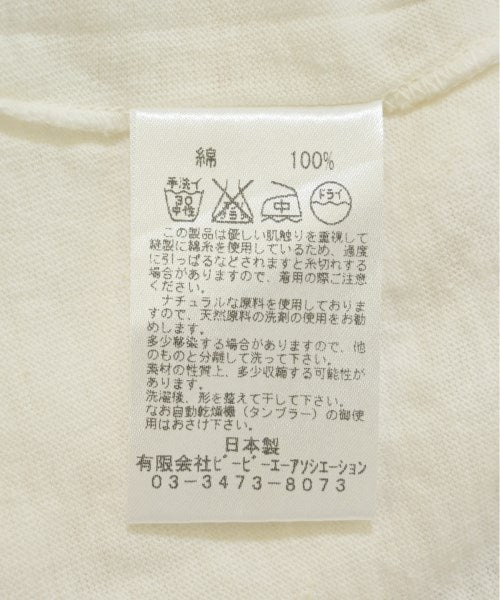 綿 100%
手洗イ 30 中性 エンソサラシ 中 ドライ
この製品は優しい肌触りを重視して
縫製に綿糸を使用しているため、過度
に引っぱるなどされますと糸切れする
場合がありますので、着用の際ご注意
ください。
ナチュラルな原料を使用しておりま
すので、天然原料の洗剤の使用をお勧
めします。
多少移染する場合がありますので、他
のものと分離して洗って下さい。
素材の性質上、多少収縮する可能性が
あります。
洗濯後、形を整えて干して下さい。
なお自動乾燥機（タンブラー）の御使
用はおさけ下さい。
日本製
有限会社ビービーエーアソシエーション
03-3473-8073